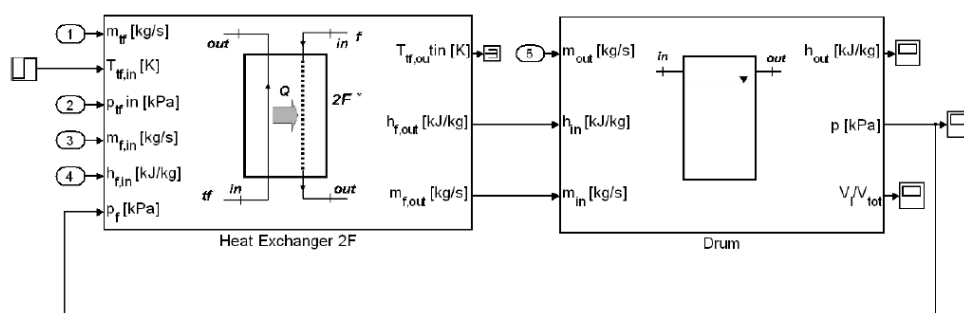 1
m_tf [kg/s]
T_tf,in [K]
2
p_tf in [kPa]
3
m_f,in [kg/s]
4
h_f,in [kJ/kg]
p_f [kPa]
out
in
f
Q
2F
tf
in
out
T_tf,ou tin [K]
h_f,out [kJ/kg]
m_f,out [kg/s]
Heat Exchanger 2F
5
m_out [kg/s]
h_in [kJ/kg]
m_in [kg/s]
in
out
h_out [kJ/kg]
p [kPa]
V_l/V_tot
Drum